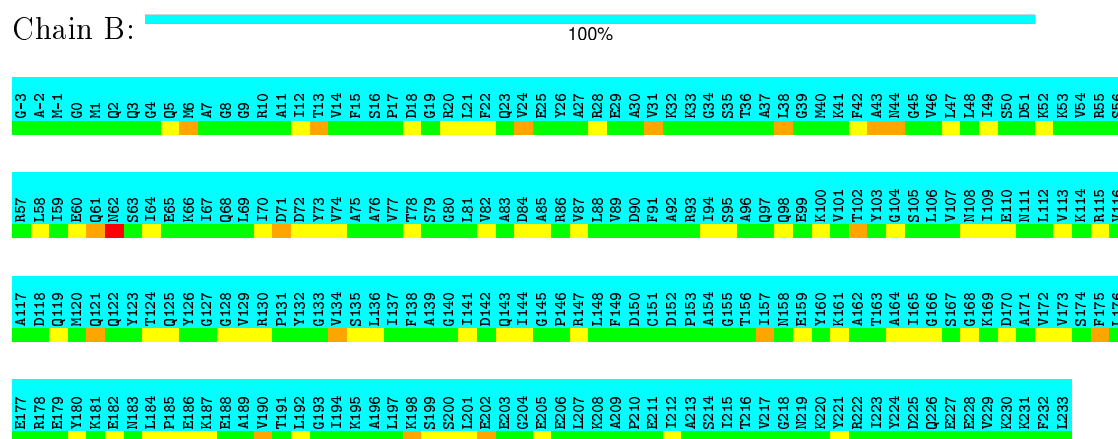 Chain B:
100%
G-3 A-2 M-1 G0 M1 Q2 Q3 G4 Q5 M6 A7 G8 G9 R10 A11 I12 T13 V14 F15 S16 P17 D18 G19 R20 L21 F22 Q23 V24 E25 Y26 A27 R28 E29 A30 V31 K32 K33 G34 S35 T36 A37 L38 G39 M40 K41 F42 A43 N44 G45 V46 L47 L48 I49 S50 D51 K52 K53 V54 R55 S56
R57 L58 I59 E60 Q61 N62 S63 I64 E65 K66 I67 Q68 L69 I70 D71 D72 Y73 V74 A75 A76 V77 T78 S79 G80 L81 V82 A83 D84 A85 R86 V87 L88 V89 D90 F91 A92 R93 I94 S95 A96 Q97 Q98 E99 K100 V101 T102 Y103 G104 S105 L106 V107 N108 I109 E110 N111 L112 V113 K114 R115 V116
A117 D118 Q119 M120 Q121 Q122 Y123 T124 Q125 Y126 G127 G128 V129 R130 P131 Y132 G133 V134 S135 L136 I137 F138 A139 G140 I141 D142 Q143 I144 G145 P146 R147 L148 F149 D150 C151 D152 P153 A154 G155 T156 I157 N158 E159 Y160 K161 A162 T163 A164 I165 G166 S167 G168 K169 D170 A171 V172 V173 S174 F175 L176
E177 R178 E179 Y180 K181 E182 N183 L184 P185 E186 K187 E188 A189 V190 T191 L192 G193 I194 K195 A196 L197 K198 S199 S200 L201 E202 E203 G204 E205 E206 L207 K208 A209 P210 E211 I212 A213 S214 I215 T216 V217 G218 N219 K220 Y221 R222 I223 Y224 D225 Q226 E227 E228 V229 K230 K231 F232 L233